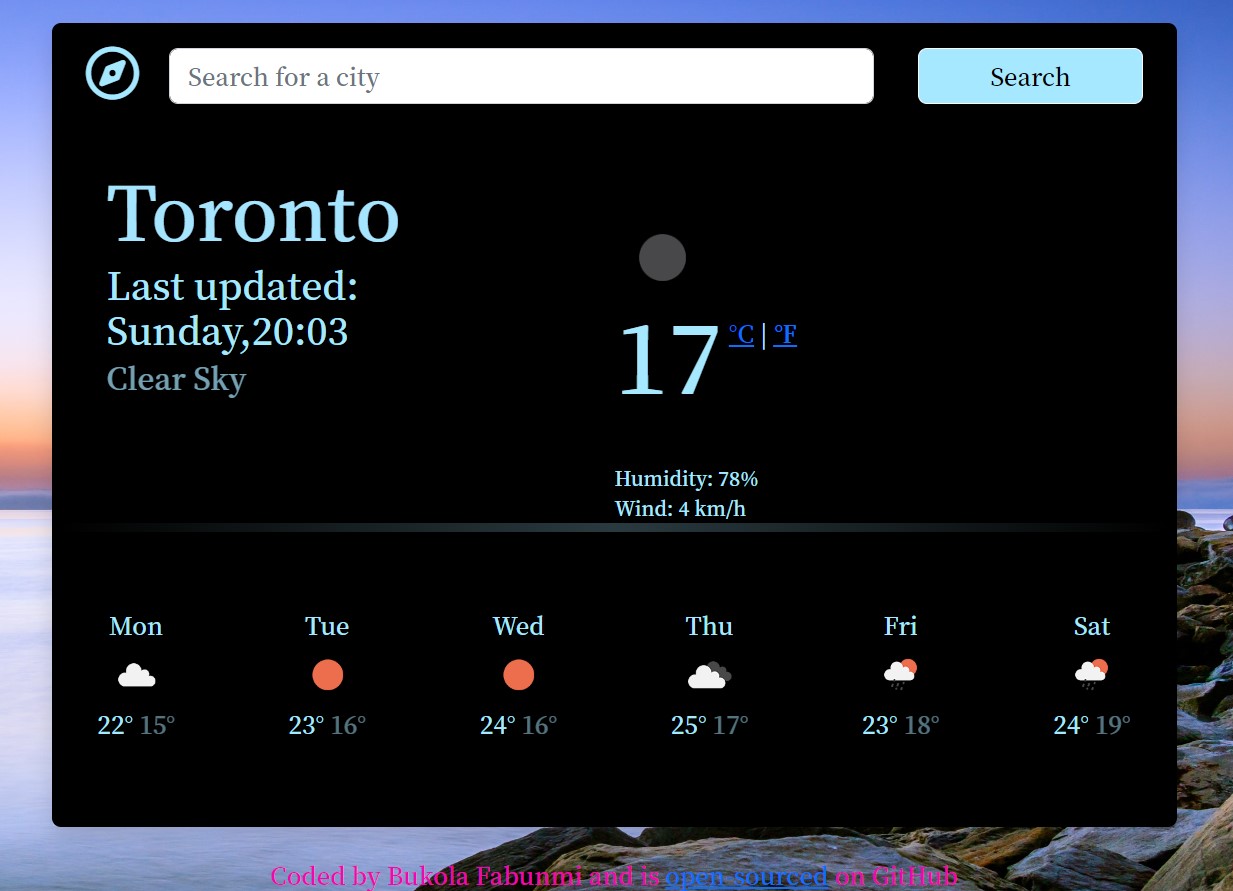 Search for a city
Search
Toronto
Last updated:
Sunday,20:03
Clear Sky
17 °C | °F
Humidity: 78%
Wind: 4 km/h
Mon Tue Wed Thu Fri Sat
22° 15° 23° 16° 24° 16° 25° 17° 23° 18° 24° 19°
Coded by Bukola Fabunmi and is open-sourced on GitHub